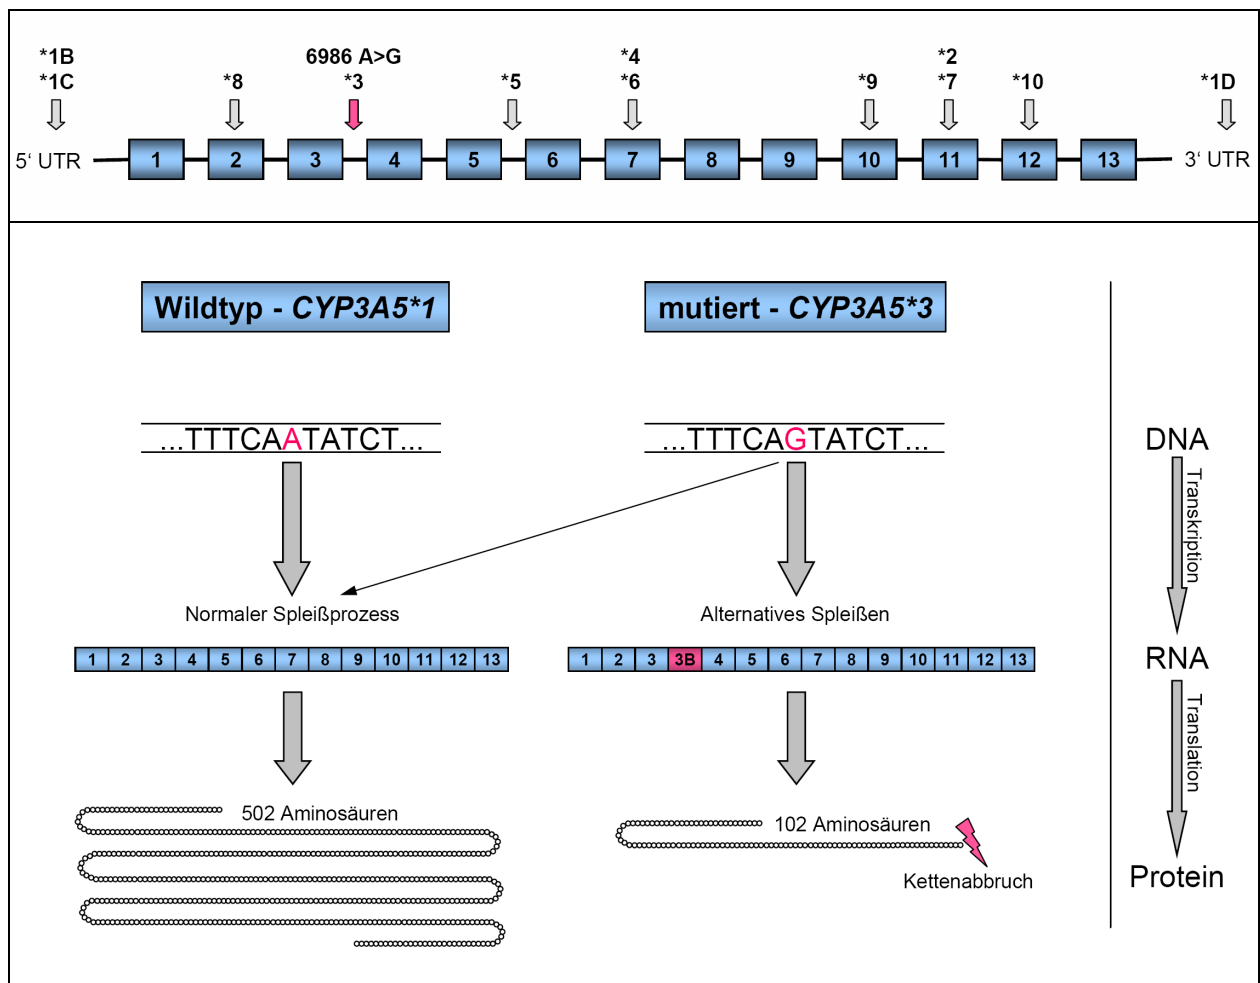 *1B 6986 A>G *4 *2
*1C *8 *3 *5 *6 *9 *7 *10 *1D
5‘ UTR 1 2 3 4 5 6 7 8 9 10 11 12 13 3‘ UTR
Wildtyp - CYP3A5*1 mutiert - CYP3A5*3
...TTTCAATATCT... ...TTTCAGTATCT... DNA
Transkription
Normaler Spleißprozess Alternatives Spleißen
1 2 3 4 5 6 7 8 9 10 11 12 13 1 2 3 3B 4 5 6 7 8 9 10 11 12 13 RNA
Translation
502 Aminosäuren 102 Aminosäuren
Kettenabbruch Protein